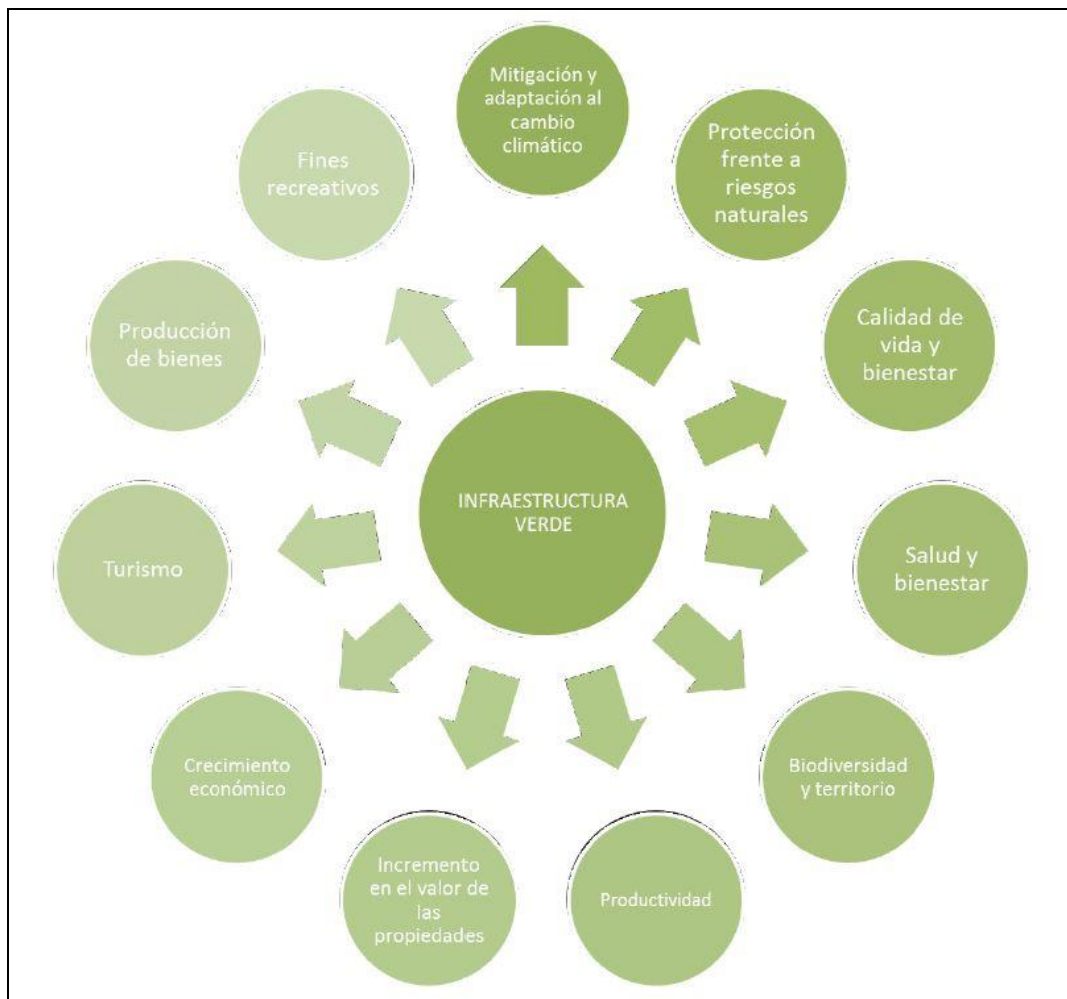 Mitigación y
adaptación al
cambio
climático
Protección
frente a
riesgos
naturales
Calidad de
vida y
bienestar
Salud y
bienestar
Biodiversidad
y territorio
Productividad
Incremento
en el valor de
las
propiedades
Crecimiento
económico
Turismo
Producción
de bienes
Fines
recreativos
INFRAESTRUCTURA
VERDE